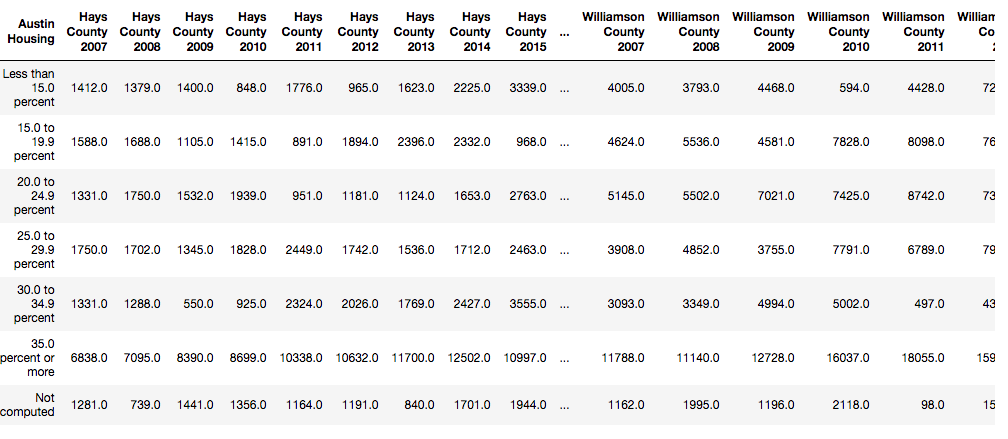 Austin Housing Hays County 2007 Hays County 2008 Hays County 2009 Hays County 2010 Hays County 2011 Hays County 2012 Hays County 2013 Hays County 2014 Hays County 2015 ... Williamson County 2007 Williamson County 2008 Williamson County 2009 Williamson County 2010 Williamson County 2011 William Co 2
Less than 15.0 percent 1412.0 1379.0 1400.0 848.0 1776.0 965.0 1623.0 2225.0 3339.0 ... 4005.0 3793.0 4468.0 594.0 4428.0 72
15.0 to 19.9 percent 1588.0 1688.0 1105.0 1415.0 891.0 1894.0 2396.0 2332.0 968.0 ... 4624.0 5536.0 4581.0 7828.0 8098.0 76
20.0 to 24.9 percent 1331.0 1750.0 1532.0 1939.0 951.0 1181.0 1124.0 1653.0 2763.0 ... 5145.0 5502.0 7021.0 7425.0 8742.0 73
25.0 to 29.9 percent 1750.0 1702.0 1345.0 1828.0 2449.0 1742.0 1536.0 1712.0 2463.0 ... 3908.0 4852.0 3755.0 7791.0 6789.0 79
30.0 to 34.9 percent 1331.0 1288.0 550.0 925.0 2324.0 2026.0 1769.0 2427.0 3555.0 ... 3093.0 3349.0 4994.0 5002.0 497.0 43
35.0 percent or more 6838.0 7095.0 8390.0 8699.0 10338.0 10632.0 11700.0 12502.0 10997.0 ... 11788.0 11140.0 12728.0 16037.0 18055.0 159
Not computed 1281.0 739.0 1441.0 1356.0 1164.0 1191.0 840.0 1701.0 1944.0 ... 1162.0 1995.0 1196.0 2118.0 98.0 15